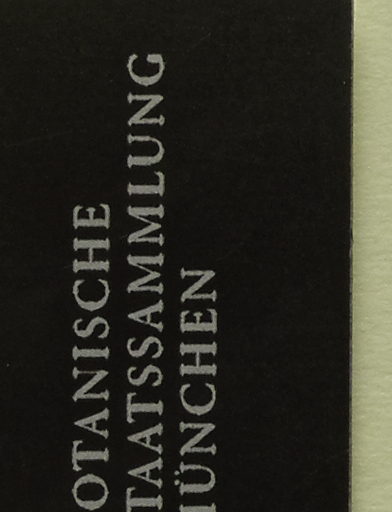 OTANISCHE
TAATSSAMMLUNG
ÜNCHEN